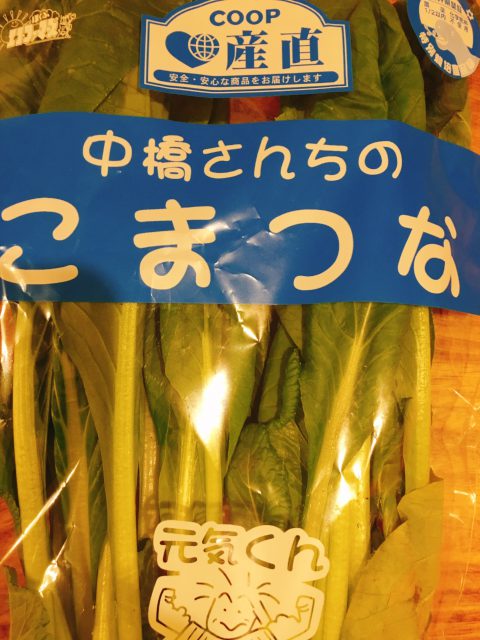 COOP
産直
安全・安心な商品をお届けします
中橋さんちの
こまつな
元気くん